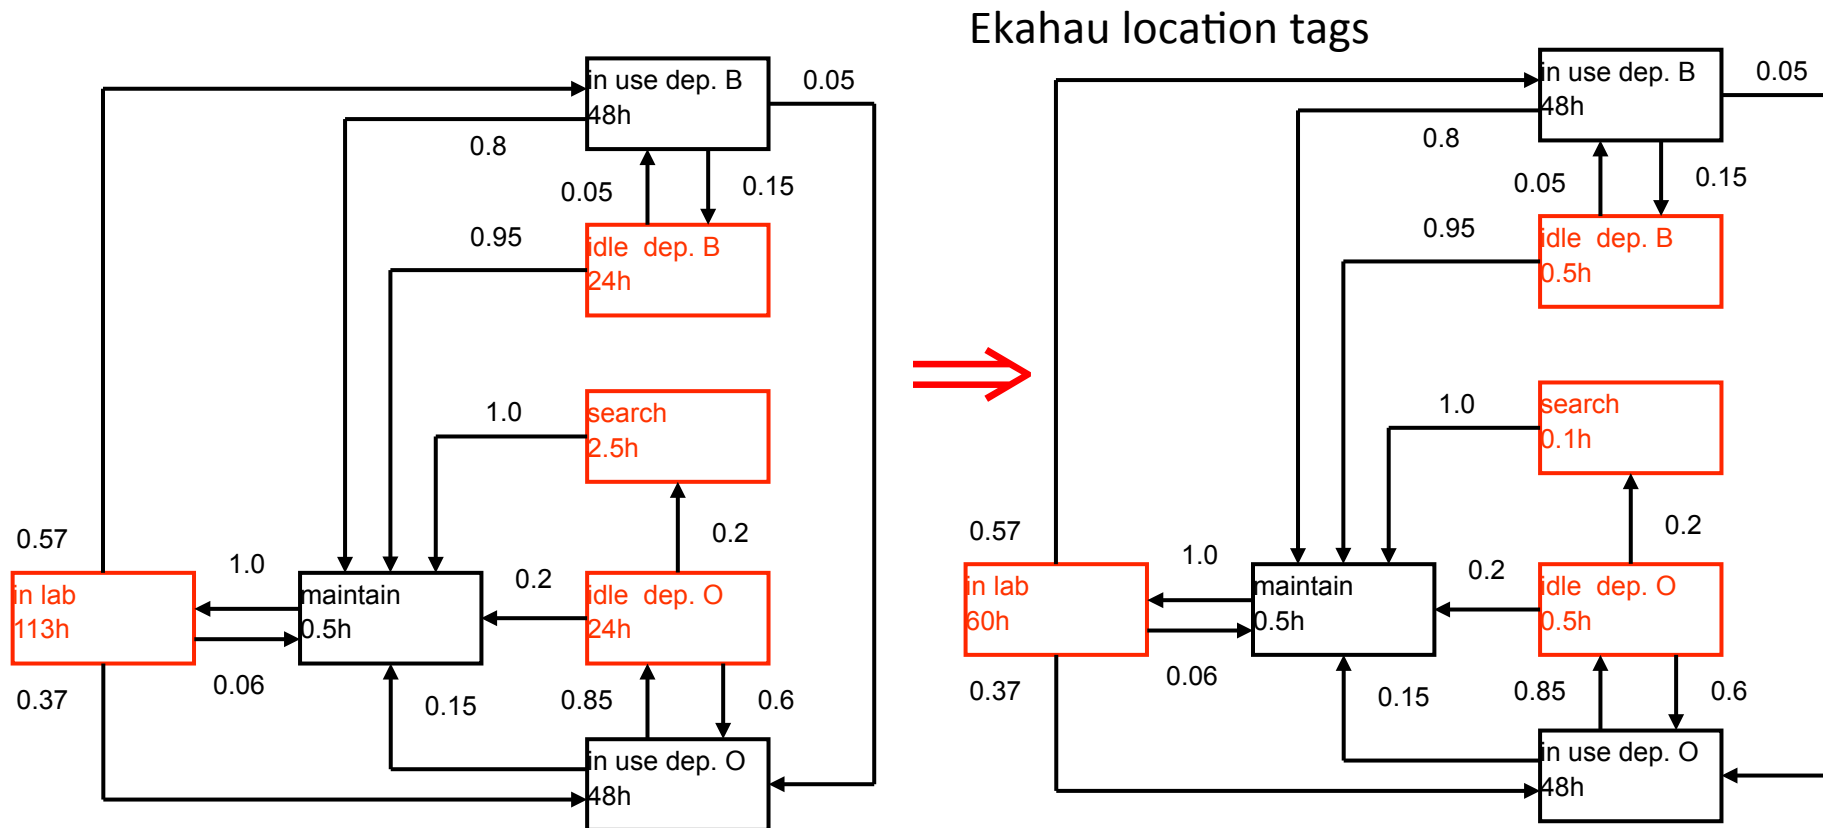 Ekahau location tags
in use dep. B
48h
0.05
0.8
0.05
0.15
0.95
idle dep. B
24h
1.0
search
2.5h
0.57
1.0
0.2
0.2
in lab
113h
maintain
0.5h
idle dep. O
24h
0.37
0.06
0.15
0.85
0.6
in use dep. O
48h
in use dep. B
48h
0.05
0.8
0.05
0.15
0.95
idle dep. B
0.5h
1.0
search
0.1h
0.57
1.0
0.2
0.2
in lab
60h
maintain
0.5h
idle dep. O
0.5h
0.37
0.06
0.15
0.85
0.6
in use dep. O
48h